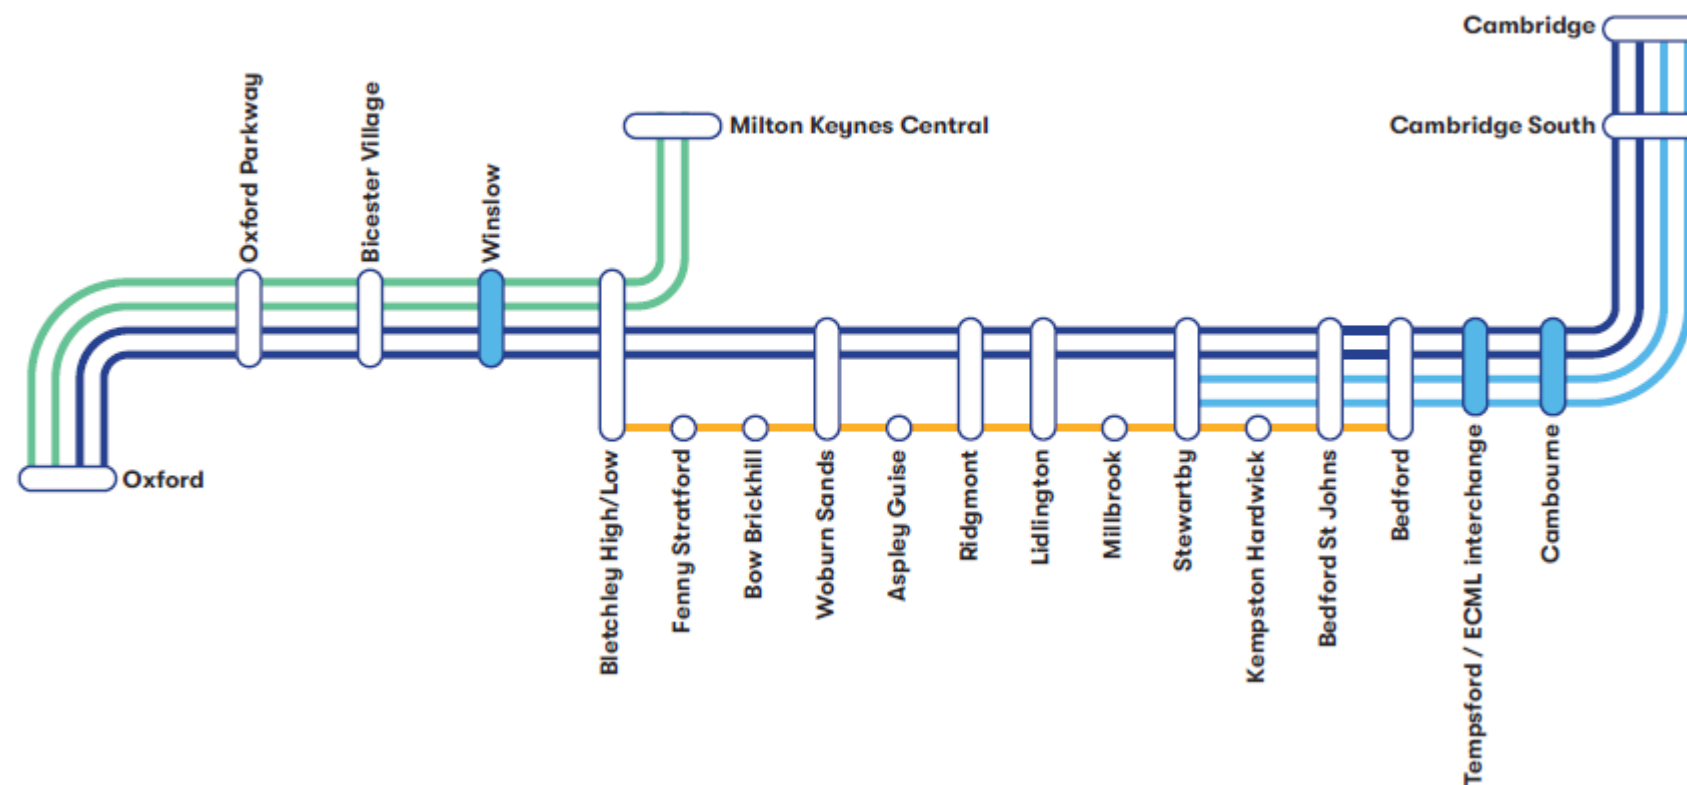 Cambridge
Cambridge South
Milton Keynes Central
Oxford Parkway
Bicester Village
Winslow
Oxford
Bletchley High/Low
Fenny Stratford
Bow Brickhill
Woburn Sands
Aspley Guise
Ridgmont
Lidlington
Millbrook
Stewartby
Kempston Hardwick
Bedford St Johns
Bedford
Tempsford / ECML interchange
Cambourne